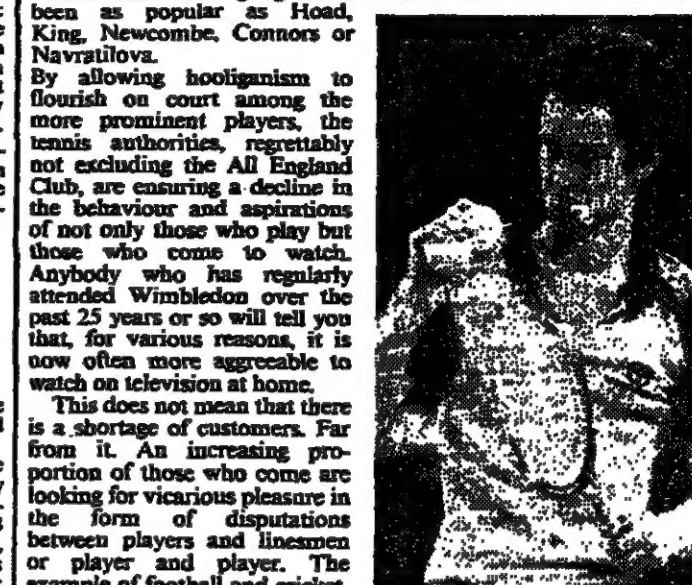 been as popular as Hoad,
King, Newcombe, Connors or
Navratilova.
By allowing hooliganism to
flourish on court among the
more prominent players, the
tennis authorities, regrettably
not excluding the All England
Club, are ensuring a decline in
the behaviour and aspirations
of not only those who play but
those who come to watch.
Anybody who has regularly
attended Wimbledon over the
past 25 years or so will tell you
that, for various reasons, it is
now often more agreeable to
watch on television at home.
This does not mean that there
is a shortage of customers. Far
from it. An increasing pro-
portion of those who come are
looking for vicarious pleasure in
the form of disputations
between players and linesmen
or player and player. The
example of football and cricket